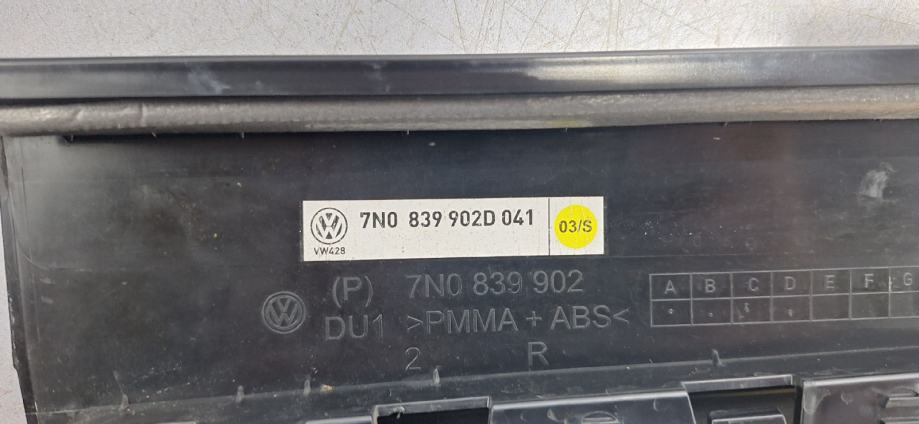 7N0 839 902D 041
03/S
VW428
(P) 7N0 839 902
DU1 >PMMA + ABS<
2 R
A B C D E F G